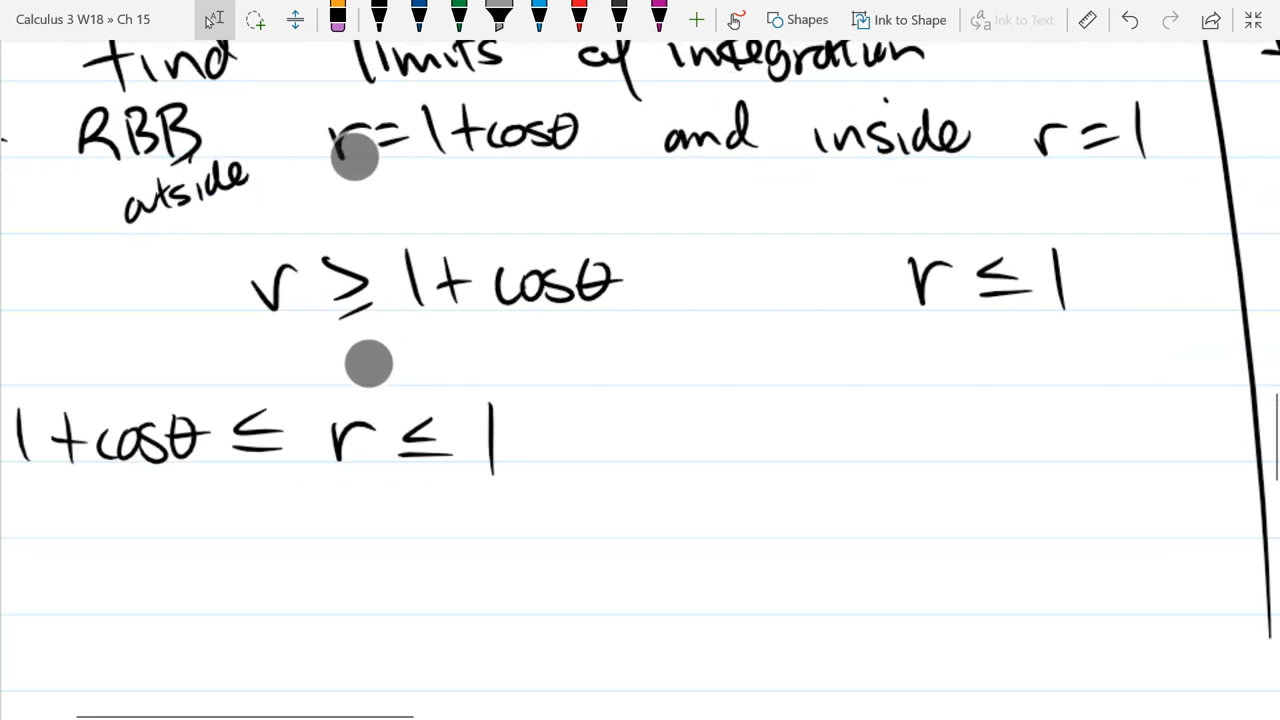 Calculus 3 W18 » Ch 15
Shapes Ink to Shape Ink to Text
find limits of integration
RBB r=1+cosθ and inside r=1
outside
r ≥ 1+ cosθ r ≤ 1
1+cosθ ≤ r ≤ 1